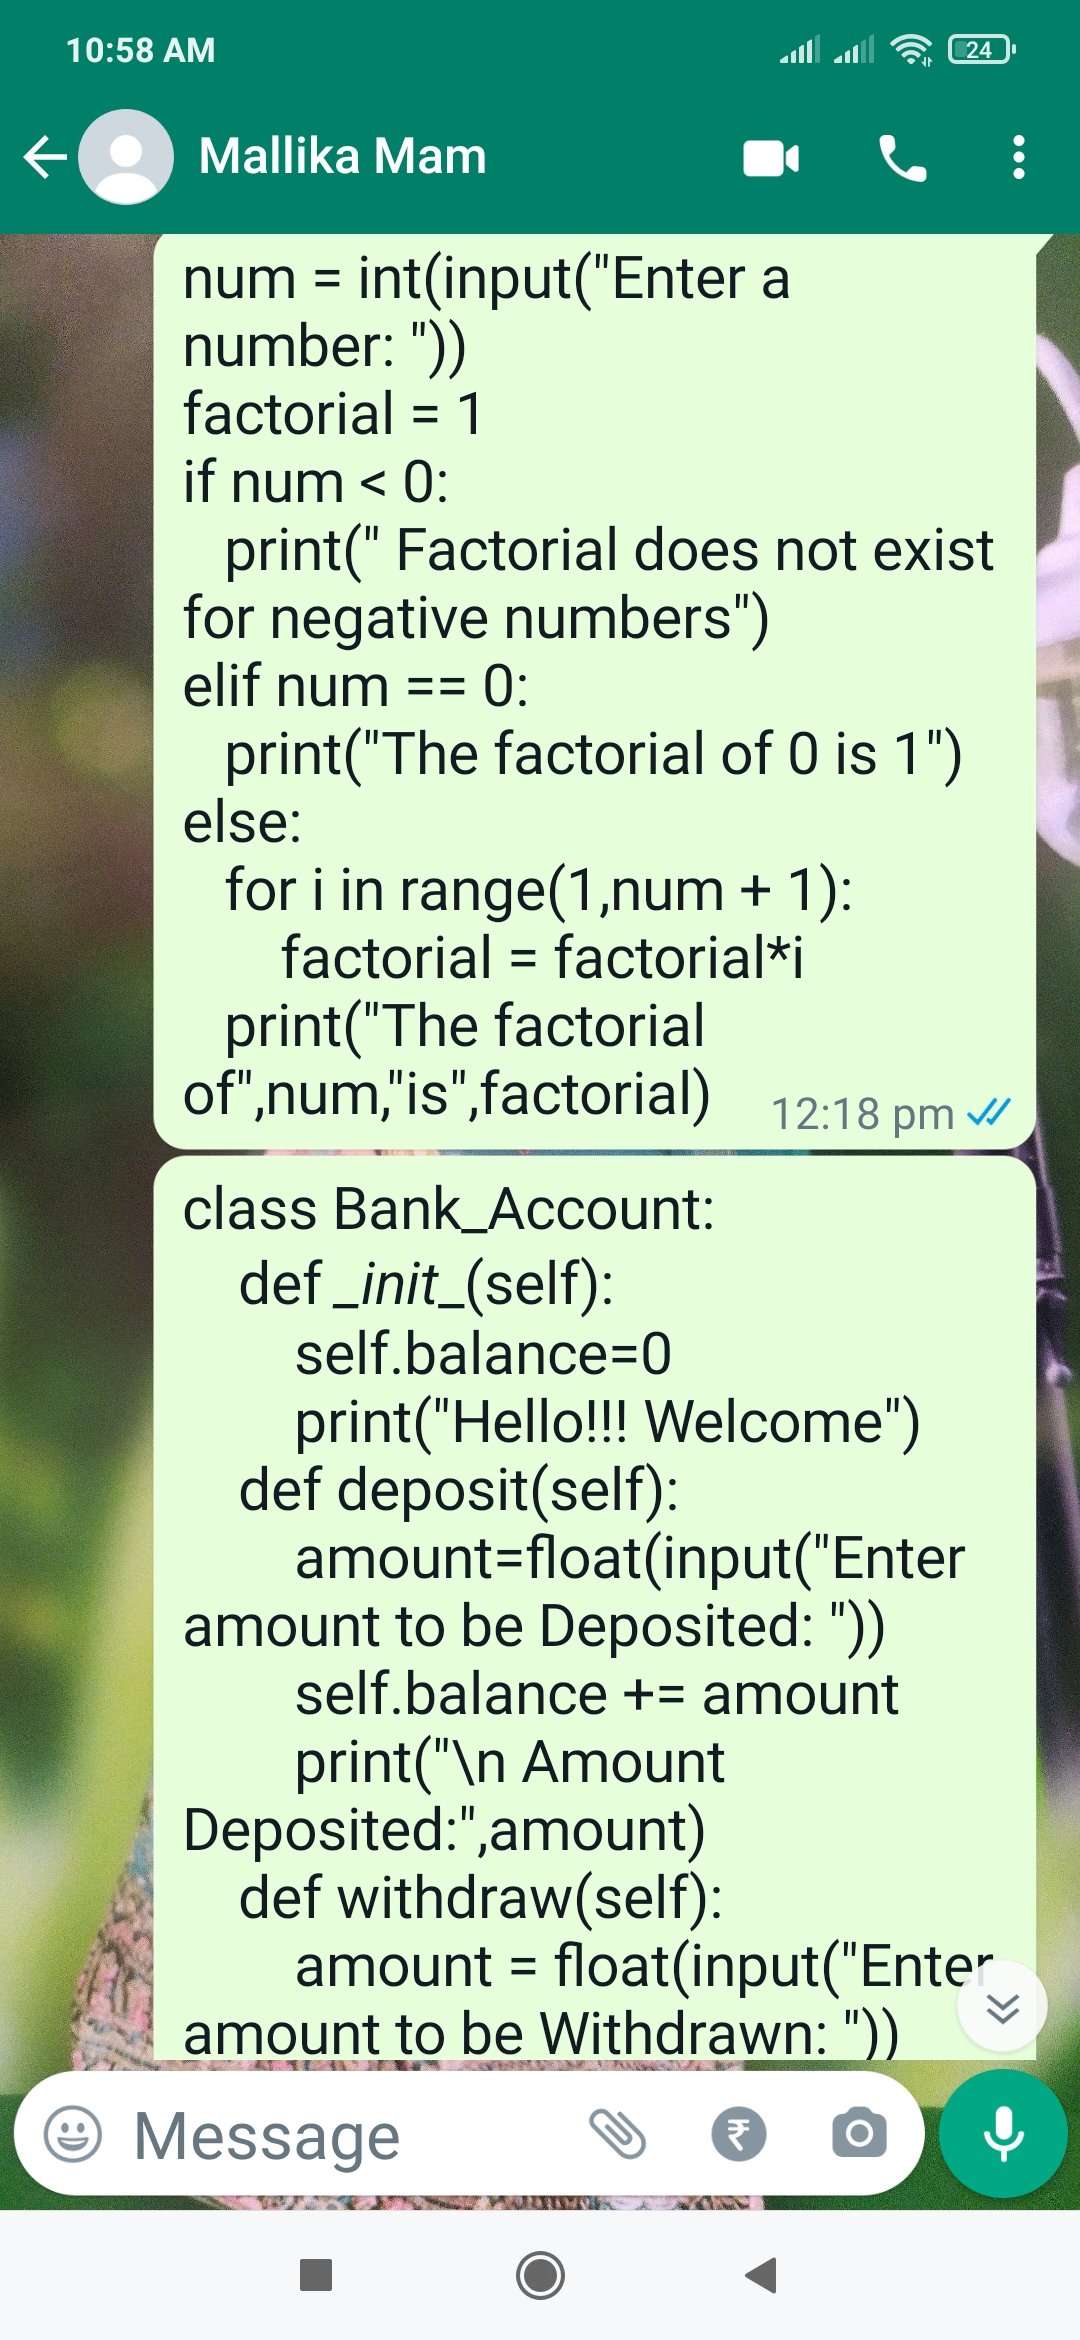 10:58 AM
24
Mallika Mam
num = int(input("Enter a
number: "))
factorial = 1
if num < 0:
print(" Factorial does not exist
for negative numbers")
elif num == 0:
print("The factorial of 0 is 1")
else:
for i in range(1,num + 1):
factorial = factorial*i
print("The factorial
of",num,"is",factorial)
12:18 pm
class Bank_Account:
def _init_(self):
self.balance=0
print("Hello!!! Welcome")
def deposit(self):
amount=float(input("Enter
amount to be Deposited: "))
self.balance += amount
print("\n Amount
Deposited:",amount)
def withdraw(self):
amount = float(input("Enter
amount to be Withdrawn: "))
Message
₹